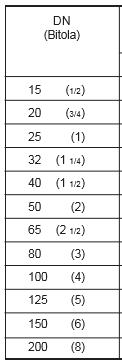 DN
(Bitola)
15 (1/2)
20 (3/4)
25 (1)
32 (1 1/4)
40 (1 1/2)
50 (2)
65 (2 1/2)
80 (3)
100 (4)
125 (5)
150 (6)
200 (8)